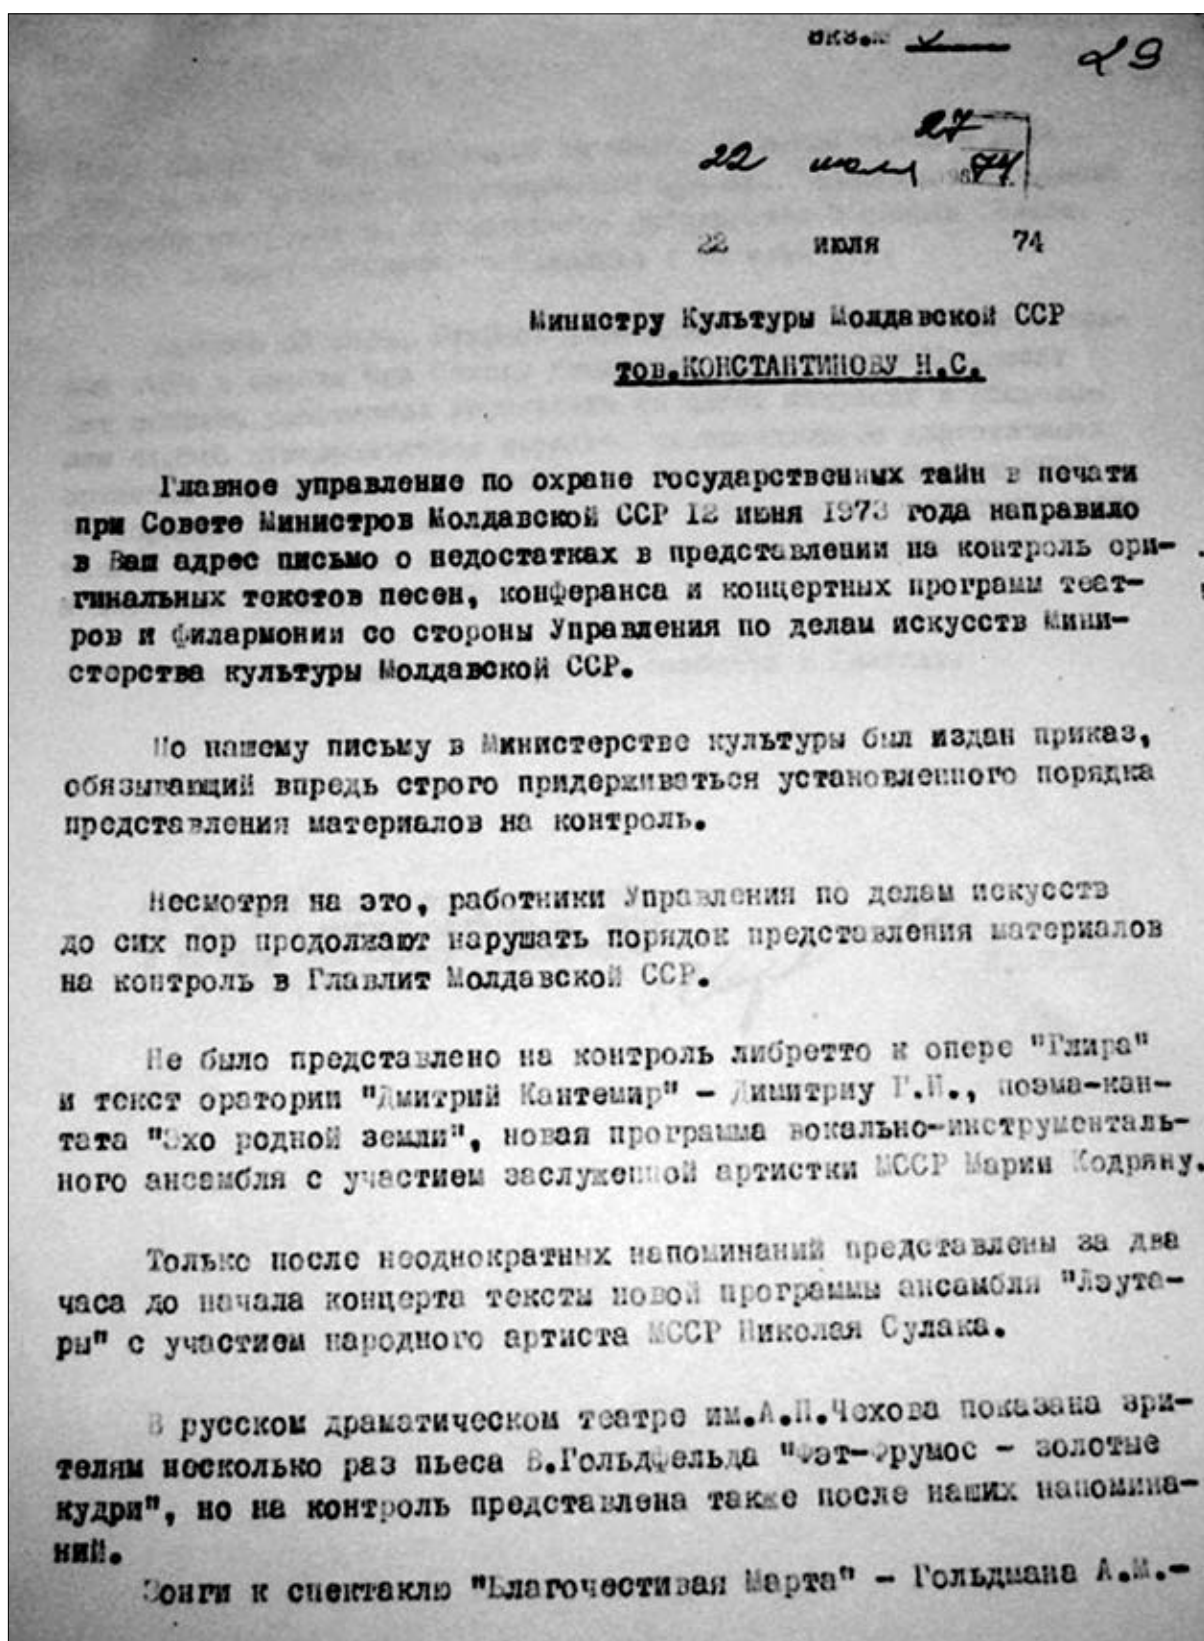 экз.№
29
27
22 июля 74
22 июля 74
Министру Культуры Молдавской ССР
тов.КОНСТАНТИНОВУ Н.С.
Главное управление по охране государственных тайн в печати
при Совете Министров Молдавской ССР 12 июня 1973 года направило
в Ваш адрес письмо о недостатках в представлении на контроль ори-
гинальных текстов песен, конферанса и концертных программ теат-
ров и филармонии со стороны Управления по делам искусств Мини-
стерства культуры Молдавской ССР.
По нашему письму в Министерстве культуры был издан приказ,
обязывающий впредь строго придерживаться установленного порядка
представления материалов на контроль.
Несмотря на это, работники Управления по делам искусств
до сих пор продолжают нарушать порядок представления материалов
на контроль в Главлит Молдавской ССР.
Не было представлено на контроль либретто к опере "Глира"
и текст оратории "Дмитрий Кантемир" - Димитриу Г.И., поэма-кан-
тата "Эхо родной земли", новая программа вокально-инструменталь-
ного ансамбля с участием заслуженной артистки МССР Марии Кодряну.
Только после неоднократных напоминаний представлены за два
часа до начала концерта тексты новой программы ансамбля "Лэута-
ры" с участием народного артиста МССР Николая Сулака.
В русском драматическом театре им.А.П.Чехова показана зри-
телям несколько раз пьеса В.Гольдфельда "Фэт-Фрумос - золотые
кудри", но на контроль представлена также после наших напомина-
ний.
Зонги к спектаклю "Благочестивая Марта" - Гольдмана А.М.-